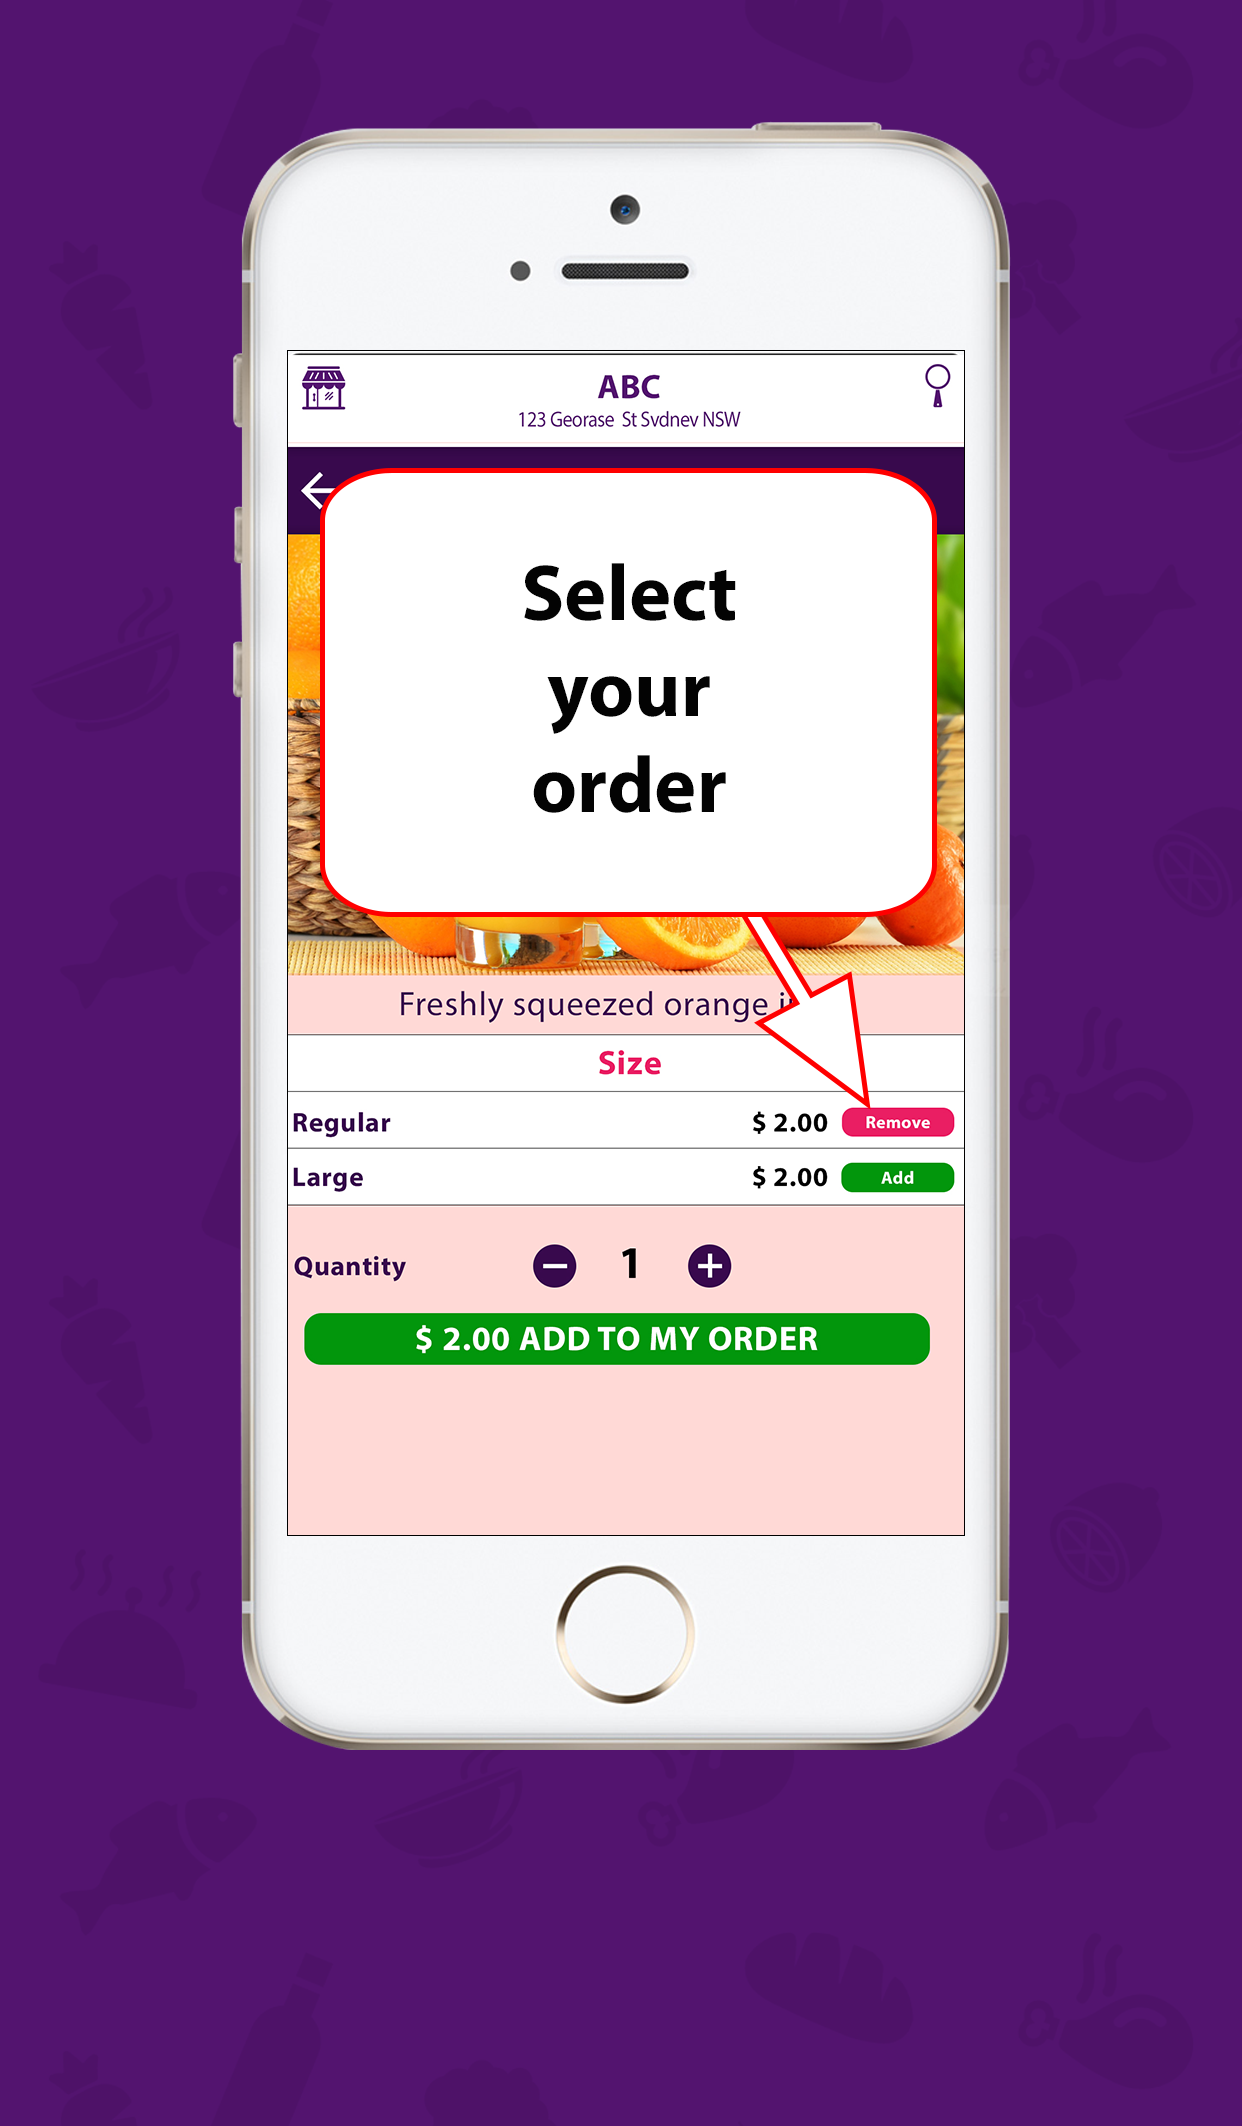 ABC
123 Georase St Svdnev NSW
Select
your
order
Freshly squeezed orange
Size
Regular $ 2.00 Remove
Large $ 2.00 Add
Quantity 1
$ 2.00 ADD TO MY ORDER